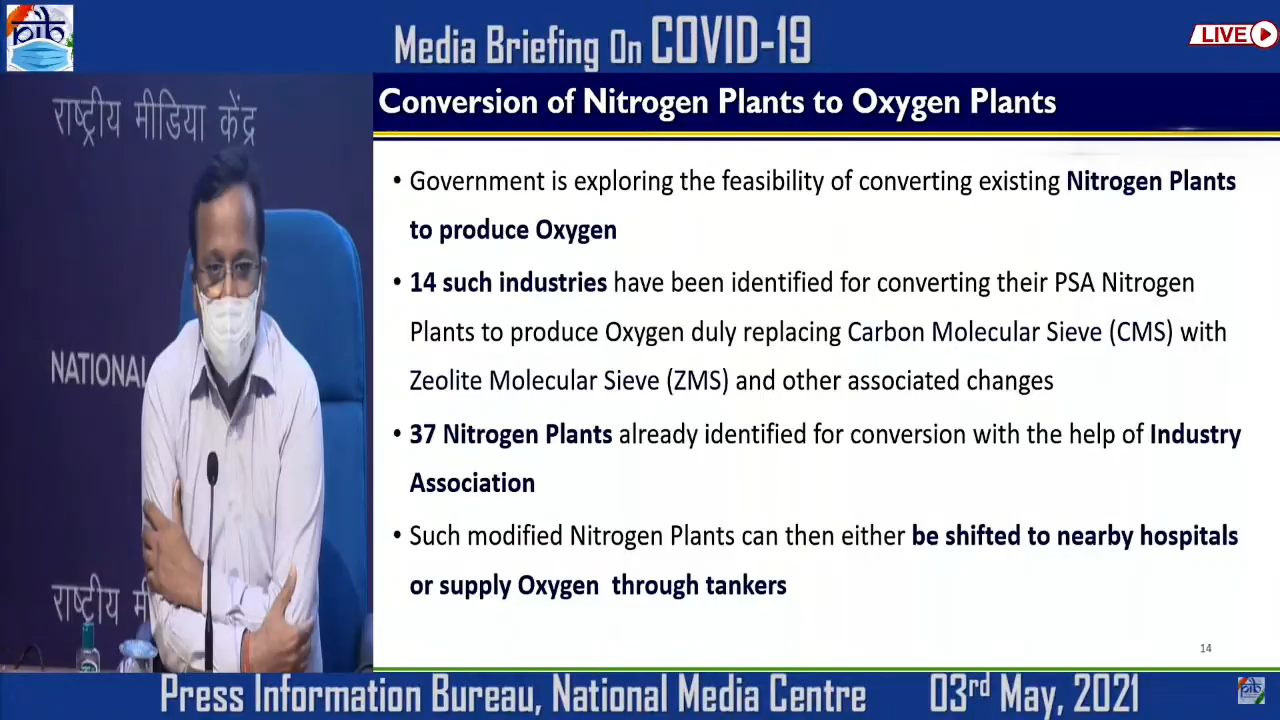 pib
Media Briefing On COVID-19
LIVE
राष्ट्रीय मीडिया केंद्र
NATIONAL
राष्ट्रीय
Conversion of Nitrogen Plants to Oxygen Plants
• Government is exploring the feasibility of converting existing Nitrogen Plants
to produce Oxygen
• 14 such industries have been identified for converting their PSA Nitrogen
Plants to produce Oxygen duly replacing Carbon Molecular Sieve (CMS) with
Zeolite Molecular Sieve (ZMS) and other associated changes
• 37 Nitrogen Plants already identified for conversion with the help of Industry
Association
• Such modified Nitrogen Plants can then either be shifted to nearby hospitals
or supply Oxygen through tankers
14
Press Information Bureau, National Media Centre 03rd May, 2021
pib